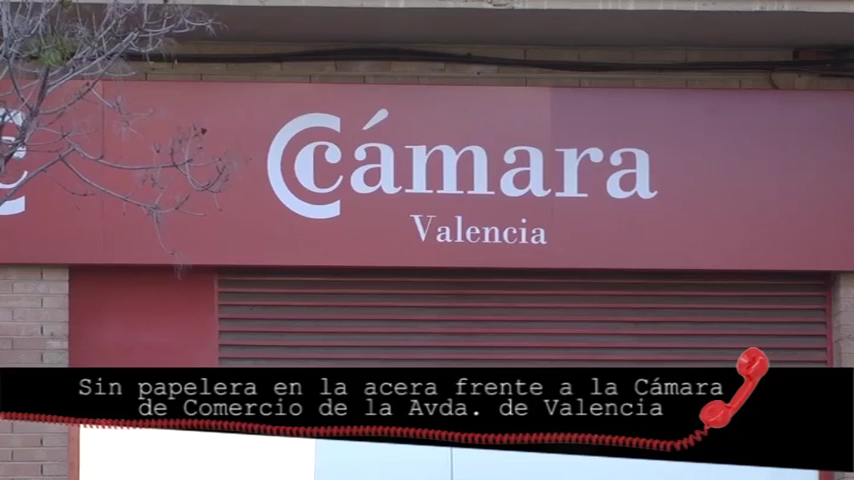 Cámara
Valencia
Sin papelera en la acera frente a la Cámara
de Comercio de la Avda. de Valencia